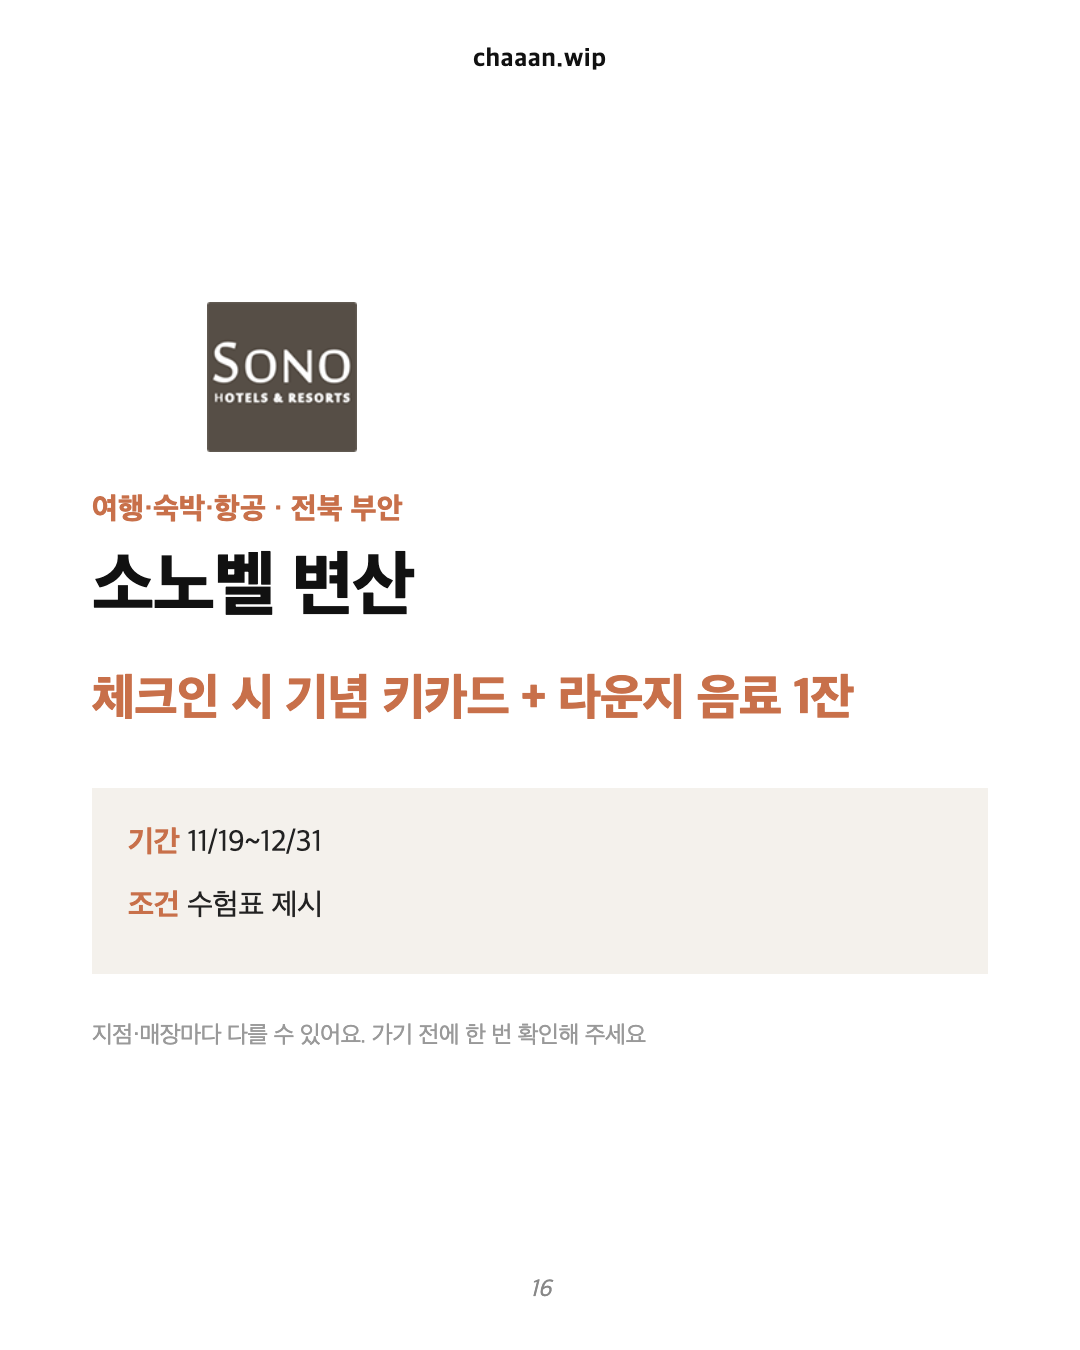 chaaan.wip
SONO
HOTELS & RESORTS
여행·숙박·항공 · 전북 부안
소노벨 변산
체크인 시 기념 키카드 + 라운지 음료 1잔
기간 11/19~12/31
조건 수험표 제시
지점·매장마다 다를 수 있어요. 가기 전에 한 번 확인해 주세요
16